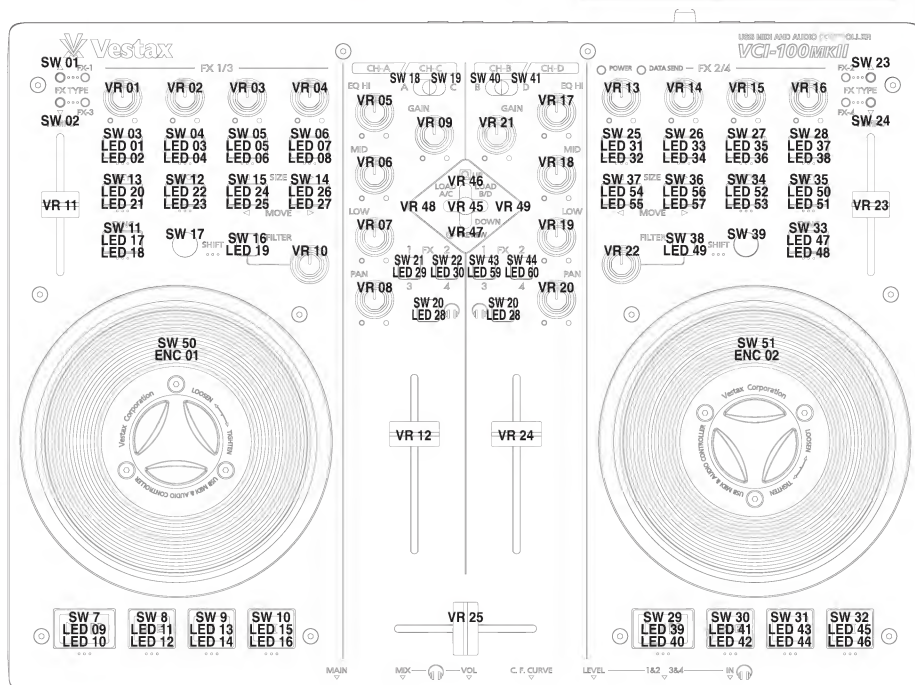 USB MIDI AND AUDIO CONTROLLER
Vestax
VCI-100MKII
SW 01
FX-1
FX TYPE
FX-3
SW 02
FX 1/3
VR 01
VR 02
VR 03
VR 04
CH-A
CH-C
CH-B
CH-D
SW 18
SW 19
SW 40
SW 41
A
C
B
D
POWER
DATA SEND
FX 2/4
SW 23
FX-2
FX TYPE
FX-4
SW 24
VR 13
VR 14
VR 15
VR 16
EQ HI
VR 05
GAIN
VR 09
GAIN
VR 21
VR 17
EQ HI
SW 03
LED 01
LED 02
SW 04
LED 03
LED 04
SW 05
LED 05
LED 06
SW 06
LED 07
LED 08
MID
VR 06
VR 18
MID
SW 25
LED 31
LED 32
SW 26
LED 33
LED 34
SW 27
LED 35
LED 36
SW 28
LED 37
LED 38
VR 11
SW 13
LED 20
LED 21
SW 12
LED 22
LED 23
SW 15
LED 24
LED 25
SIZE
SW 14
LED 26
LED 27
MOVE
VR 46
LOAD
A/C
LOAD
B/D
VR 48
VR 45
VR 49
DOWN
VR 47
SW 37
LED 54
LED 55
SIZE
SW 36
LED 56
LED 57
MOVE
SW 34
LED 52
LED 53
SW 35
LED 50
LED 51
VR 23
SW 11
LED 17
LED 18
SW 17
SHIFT
SW 16
LED 19
FILTER
VR 10
LOW
VR 07
LOW
VR 19
FILTER
VR 22
SW 38
LED 49
SHIFT
SW 39
SW 33
LED 47
LED 48
1 FX 2
SW 21
LED 29
SW 22
LED 30
3 4
1 FX 2
SW 43
LED 59
SW 44
LED 60
3 4
PAN
VR 08
SW 20
LED 28
SW 20
LED 28
PAN
VR 20
SW 50
ENC 01
Vertax Corporation
LOOSEN
TIGHTEN
USB MIDI & AUDIO CONTROLLER
VR 12
VR 24
SW 51
ENC 02
Vertax Corporation
LOOSEN
TIGHTEN
USB MIDI & AUDIO CONTROLLER
SW 7
LED 09
LED 10
SW 8
LED 11
LED 12
SW 9
LED 13
LED 14
SW 10
LED 15
LED 16
VR 25
SW 29
LED 39
LED 40
SW 30
LED 41
LED 42
SW 31
LED 43
LED 44
SW 32
LED 45
LED 46
MAIN
MIX
VOL
C. F. CURVE
LEVEL
1&2 3&4
IN